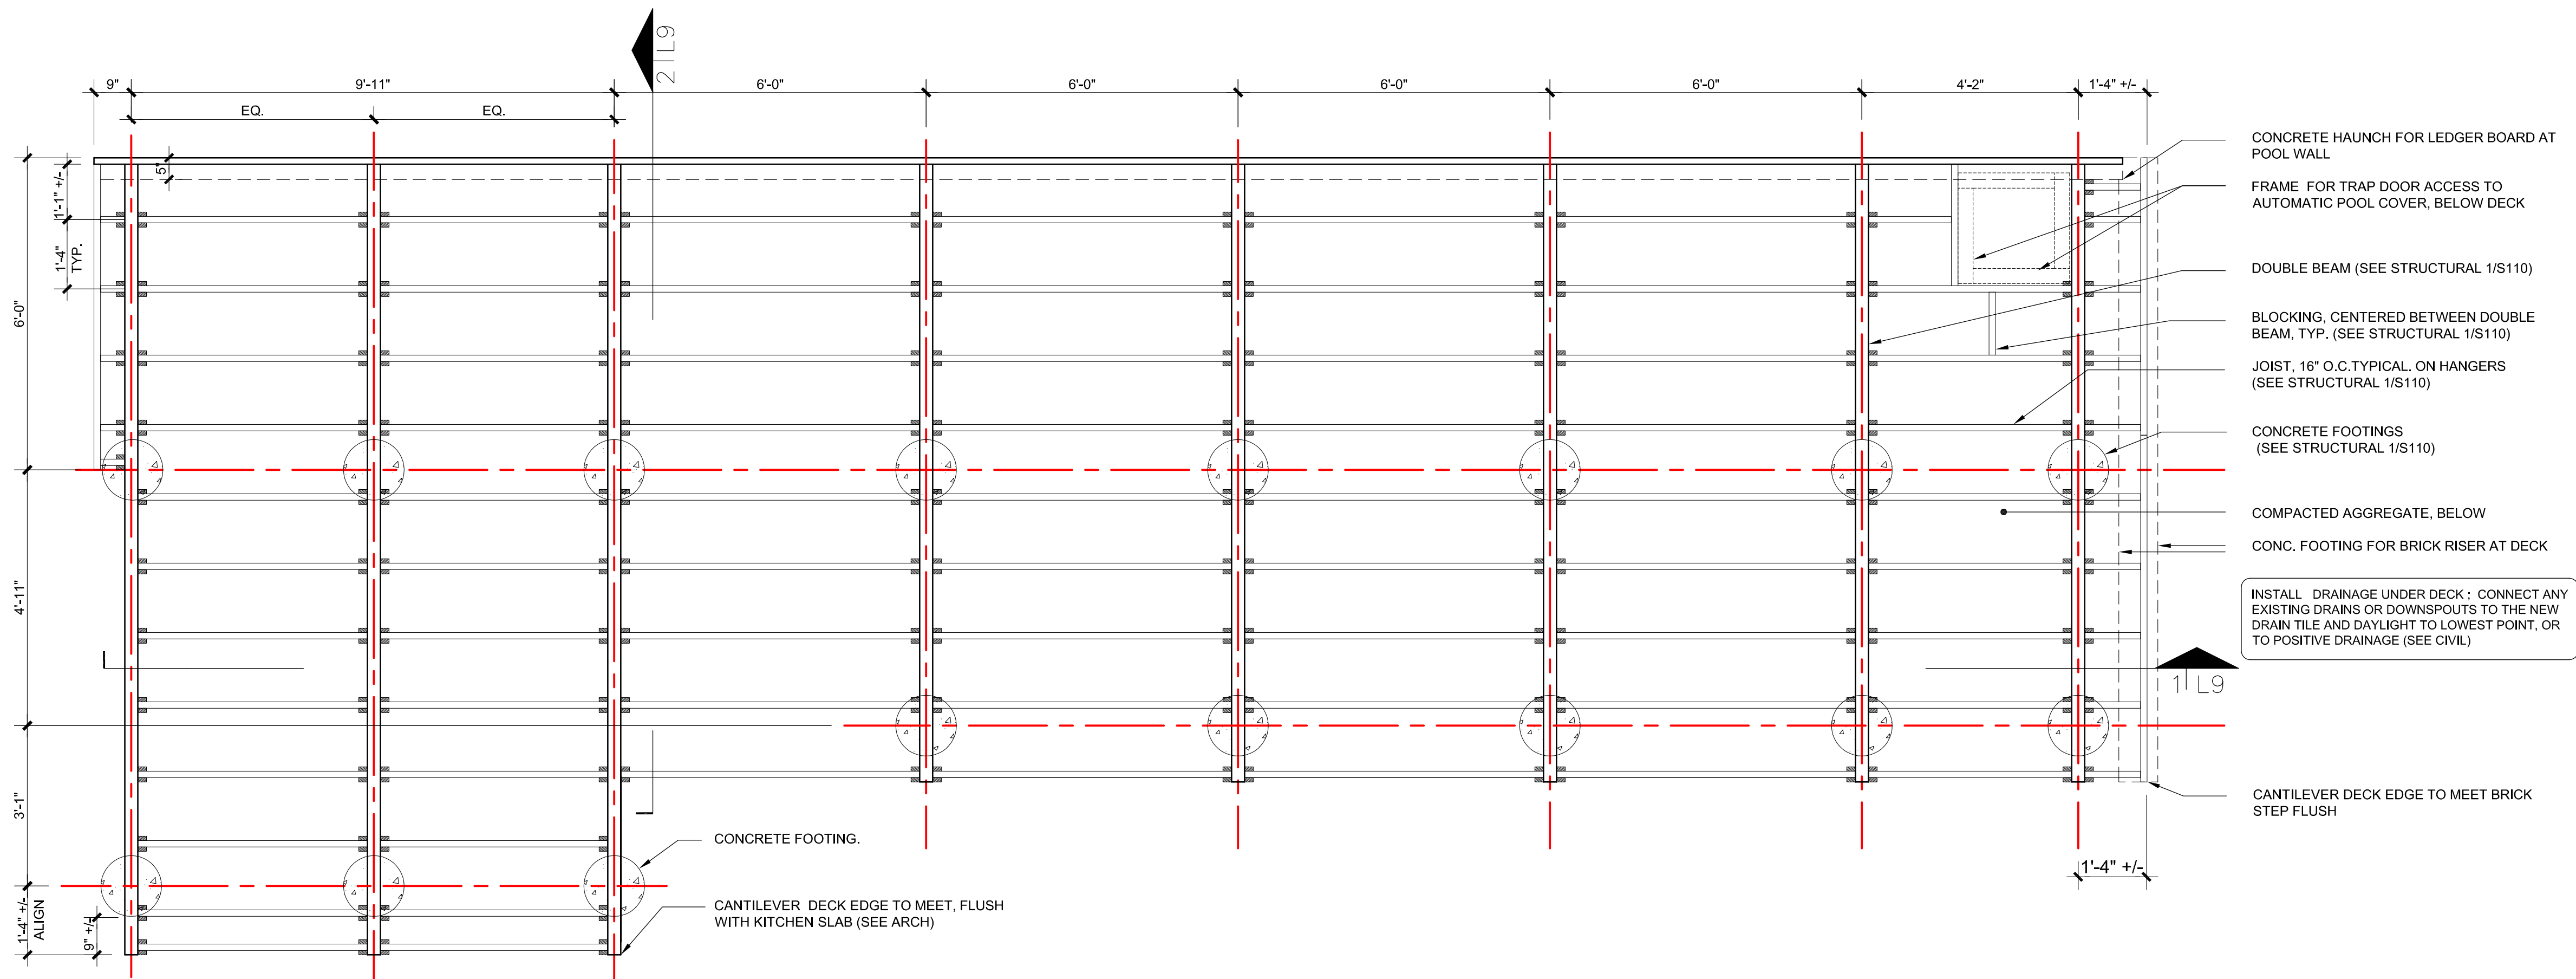 2 L9
9"
9'-11"
6'-0"
6'-0"
6'-0"
6'-0"
4'-2"
1'-4" +/-
EQ.
EQ.
5"
1'-1" +/-
1'-4"
TYP.
6'-0"
4'-11"
3'-1"
1'-4" +/-
ALIGN
9" +/-
CONCRETE HAUNCH FOR LEDGER BOARD AT
POOL WALL
FRAME FOR TRAP DOOR ACCESS TO
AUTOMATIC POOL COVER, BELOW DECK
DOUBLE BEAM (SEE STRUCTURAL 1/S110)
BLOCKING, CENTERED BETWEEN DOUBLE
BEAM, TYP. (SEE STRUCTURAL 1/S110)
JOIST, 16" O.C.TYPICAL. ON HANGERS
(SEE STRUCTURAL 1/S110)
CONCRETE FOOTINGS
(SEE STRUCTURAL 1/S110)
COMPACTED AGGREGATE, BELOW
CONC. FOOTING FOR BRICK RISER AT DECK
INSTALL DRAINAGE UNDER DECK ; CONNECT ANY
EXISTING DRAINS OR DOWNSPOUTS TO THE NEW
DRAIN TILE AND DAYLIGHT TO LOWEST POINT, OR
TO POSITIVE DRAINAGE (SEE CIVIL)
1 L9
CANTILEVER DECK EDGE TO MEET BRICK
STEP FLUSH
1'-4" +/-
CONCRETE FOOTING.
CANTILEVER DECK EDGE TO MEET, FLUSH
WITH KITCHEN SLAB (SEE ARCH)